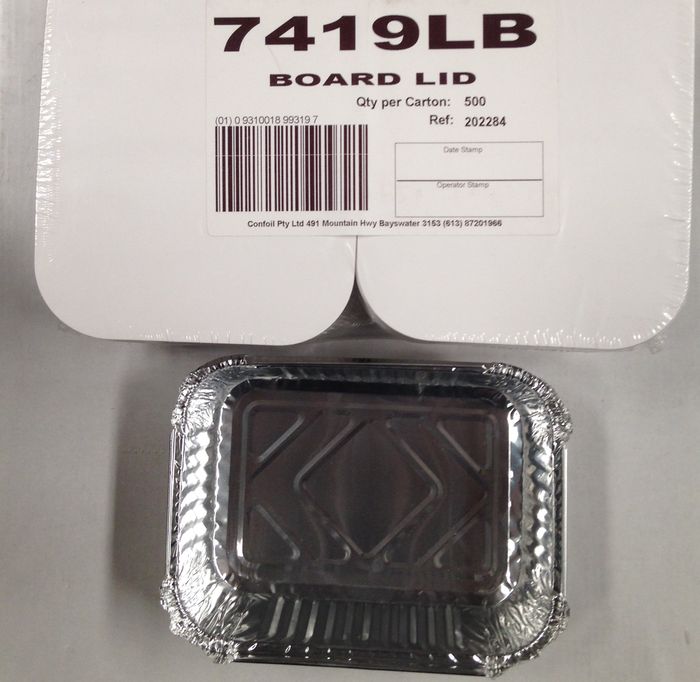 7419LB
BOARD LID
Qty per Carton: 500
Ref: 202284
(01) 0 9310018 99319 7
Date Stamp
Operator Stamp
Confoil Pty Ltd 491 Mountain Hwy Bayswater 3153 (613) 87201966